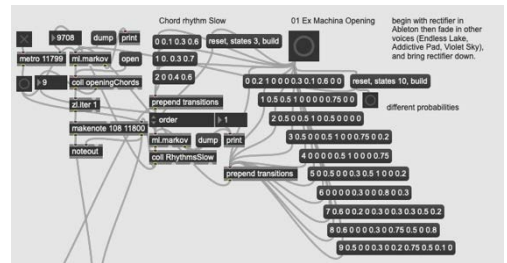 Chord rhythm Slow
01 Ex Machina Opening
begin with rectifier in
Ableton then fade in other
voices (Endless Lake,
Addictive Pad, Violet Sky),
and bring rectifier down.
9708
dump
print
0 0.1 0.3 0.6
reset, states 3, build
metro 11799
ml.markov
open
1 0. 0.3 0.7
9
coll openingChords
2 0 0.4 0.6
0 0.2 1 0 0 0 0.3 0.1 0.6 0 0
reset, states 10, build
zl.iter 1
prepend transitions
1 0.5 0.5 1 0 0 0 0 0.75 0 0
different probabilities
order
1
2 0.5 0 0.5 1 0.5 0 0 0 0
makenote 108 11800
ml.markov
dump
print
3 0.5 0 0 0.5 1 0 0 0.75 0 0.2
noteout
coll RhythmsSlow
4 0 0 0 0 0.5 1 0 0 0.75
prepend transitions
5 0 0.5 0 0.3 0.5 1 0 0 0.2
6 0 0 0 0 0.3 0 0 0.8 0 0.3
7 0.6 0 0.2 0 0.3 0 0.3 0.3 0.5 0.2
8 0.6 0 0 0 0.3 0 0.75 0.5 0 0.8
9 0.5 0 0 0.3 0 0.2 0.75 0.5 0.1 0